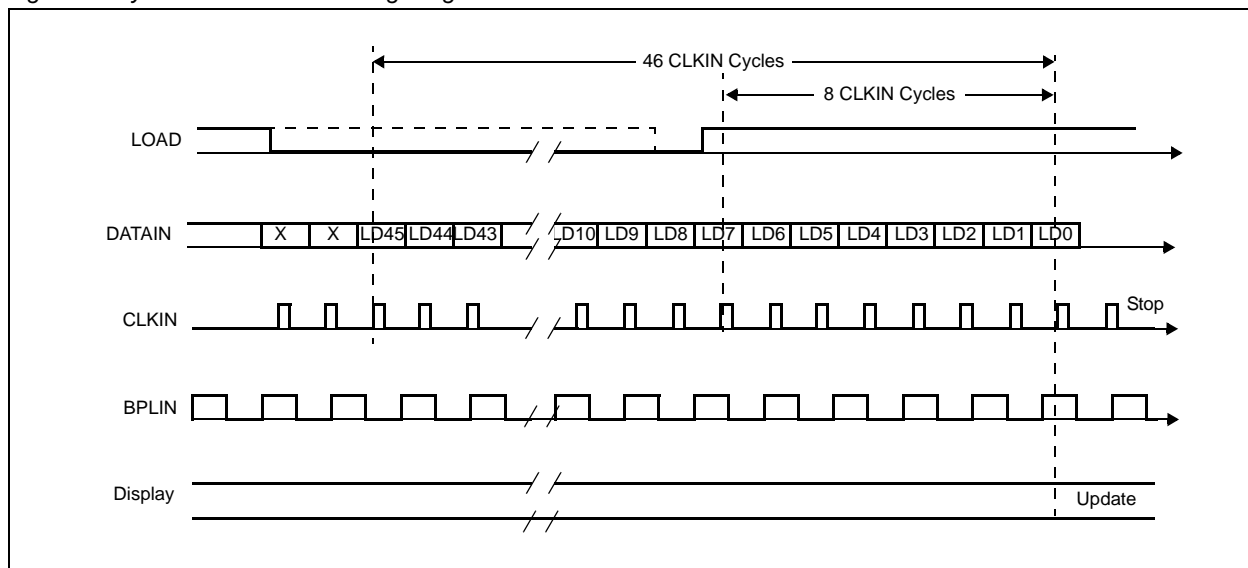 46 CLKIN Cycles
8 CLKIN Cycles
LOAD
DATAIN X X LD45 LD44 LD43 LD10 LD9 LD8 LD7 LD6 LD5 LD4 LD3 LD2 LD1 LD0
CLKIN Stop
BPLIN
Display Update